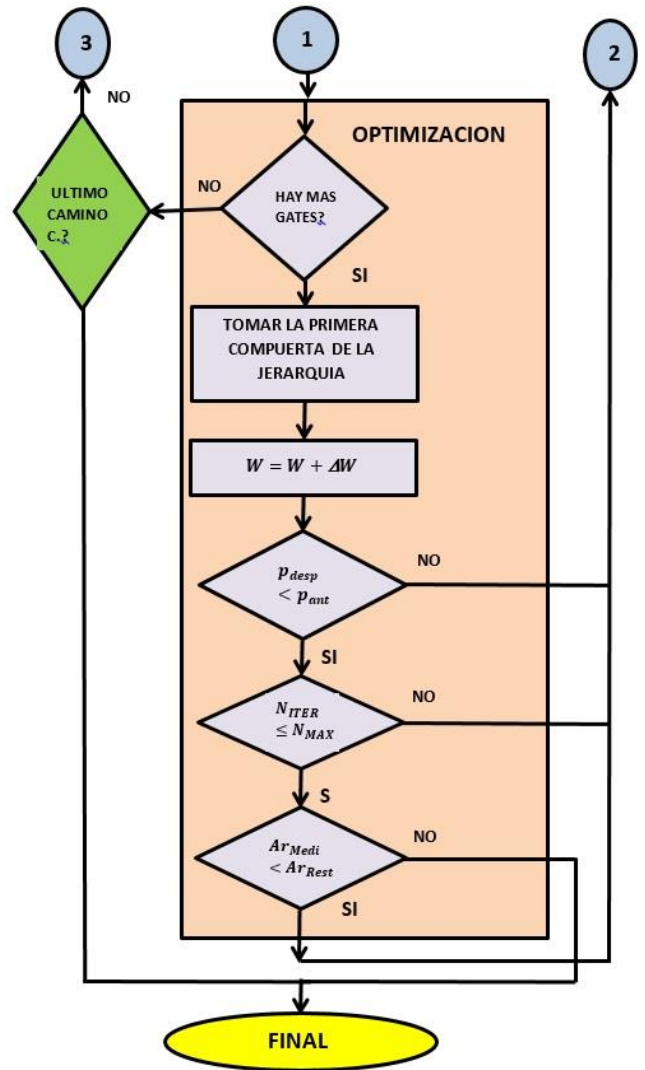 3
1
2
NO
OPTIMIZACION
NO
HAY MAS
GATES?
ULTIMO
CAMINO
C.?
SI
TOMAR LA PRIMERA
COMPUERTA DE LA
JERARQUIA
W = W + ΔW
NO
p_desp
< p_ant
SI
NO
N_ITER
≤ N_MAX
S
NO
Ar_Medi
< Ar_Rest
SI
FINAL